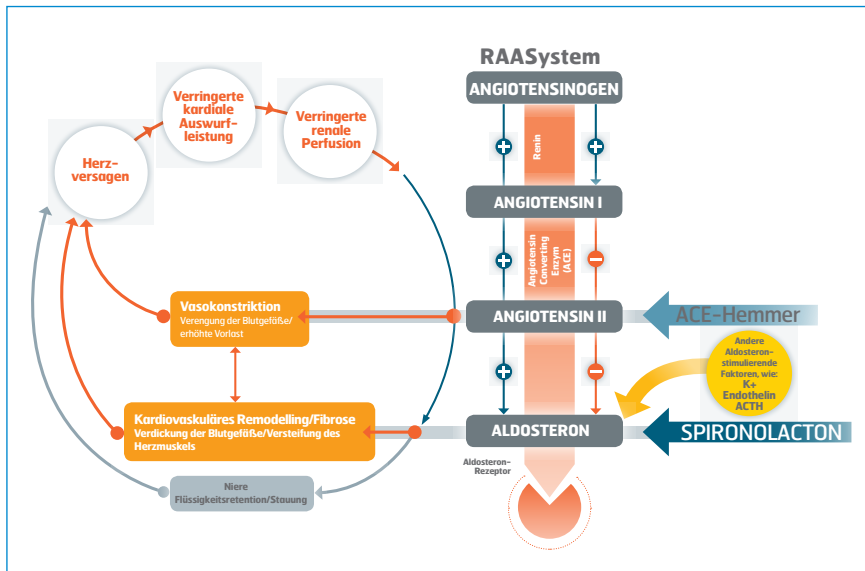 RAASystem
ANGIOTENSINOGEN
Verringerte
kardiale
Auswurf-
leistung
Verringerte
renale
Perfusion
Herz-
versagen
+
+
Renin
ANGIOTENSIN I
Angiotensin
Converting
Enzym
(ACE)
+
–
Vasokonstriktion
Verengung der Blutgefäße/
erhöhte Vorlast
ANGIOTENSIN II
ACE-Hemmer
Andere
Aldosteron-
stimulierende
Faktoren, wie:
K+
Endothelin
ACTH
+
–
Kardiovaskuläres Remodelling/Fibrose
Verdickung der Blutgefäße/Versteifung des
Herzmuskels
ALDOSTERON
SPIRONOLACTON
Aldosteron-
Rezeptor
Niere
Flüssigkeitsretention/Stauung